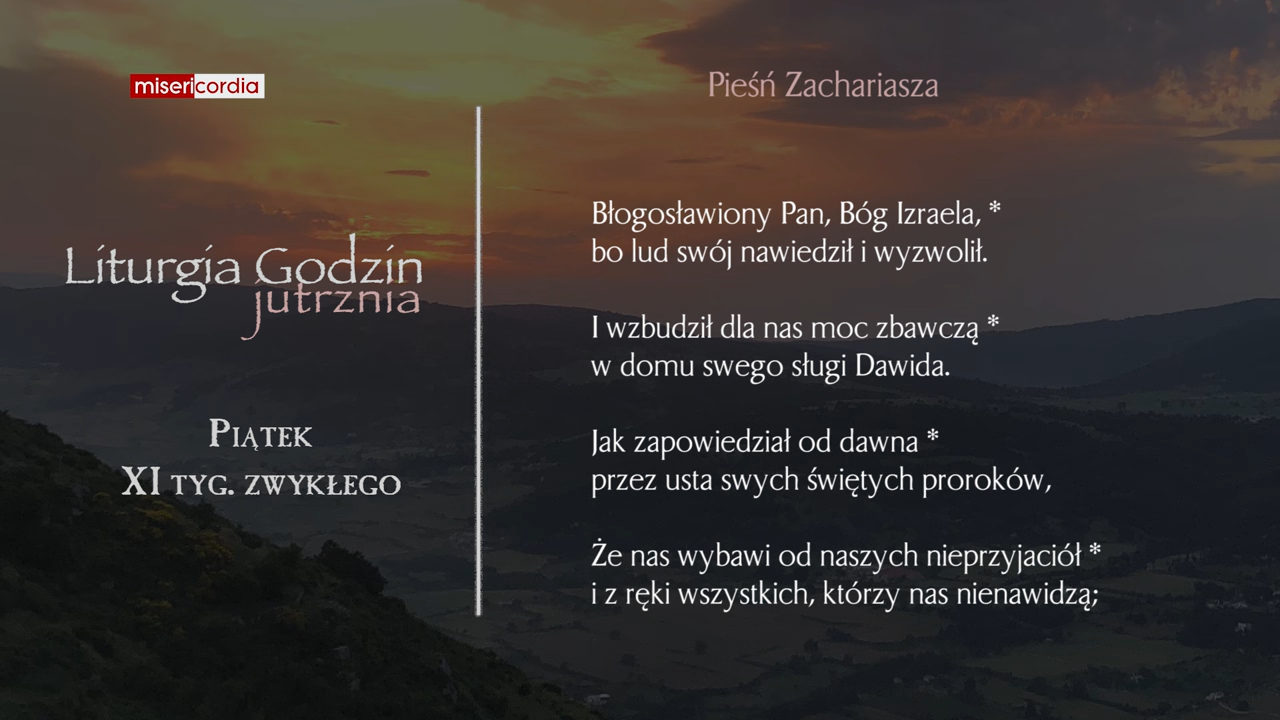 misericordia
Liturgia Godzin
jutrznia
Piątek
XI tyg. zwykłego
Pieśń Zachariasza
Błogosławiony Pan, Bóg Izraela, *
bo lud swój nawiedził i wyzwolił.
I wzbudził dla nas moc zbawczą *
w domu swego sługi Dawida.
Jak zapowiedział od dawna *
przez usta swych świętych proroków,
Że nas wybawi od naszych nieprzyjaciół *
i z ręki wszystkich, którzy nas nienawidzą;